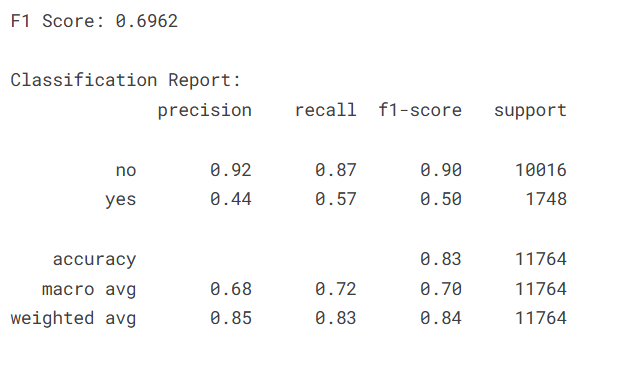 F1 Score: 0.6962
Classification Report:
precision recall f1-score support
no 0.92 0.87 0.90 10016
yes 0.44 0.57 0.50 1748
accuracy 0.83 11764
macro avg 0.68 0.72 0.70 11764
weighted avg 0.85 0.83 0.84 11764